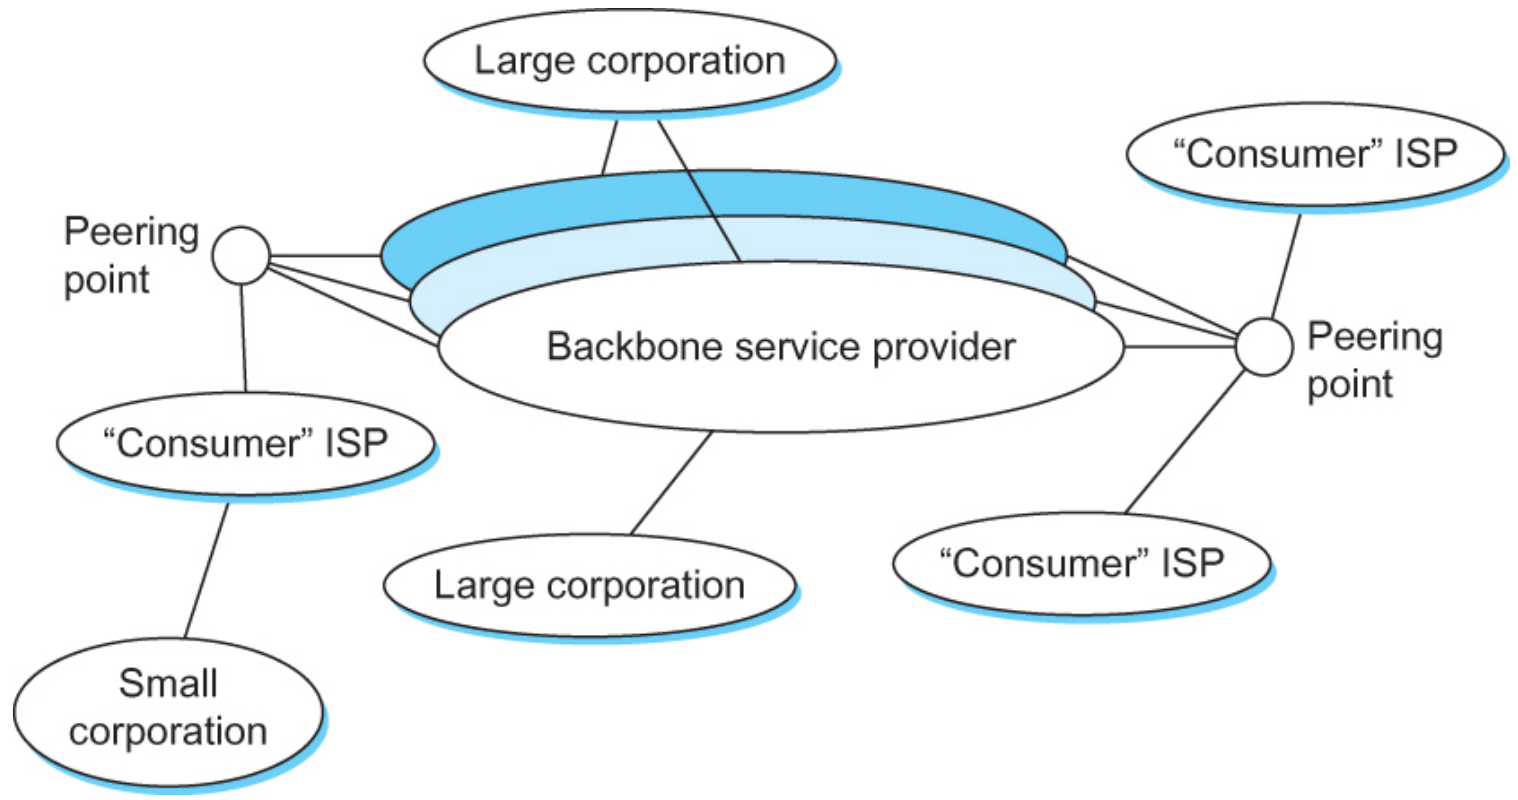 Large corporation
“Consumer” ISP
Peering
point
Backbone service provider
Peering
point
“Consumer” ISP
Large corporation
“Consumer” ISP
Small
corporation